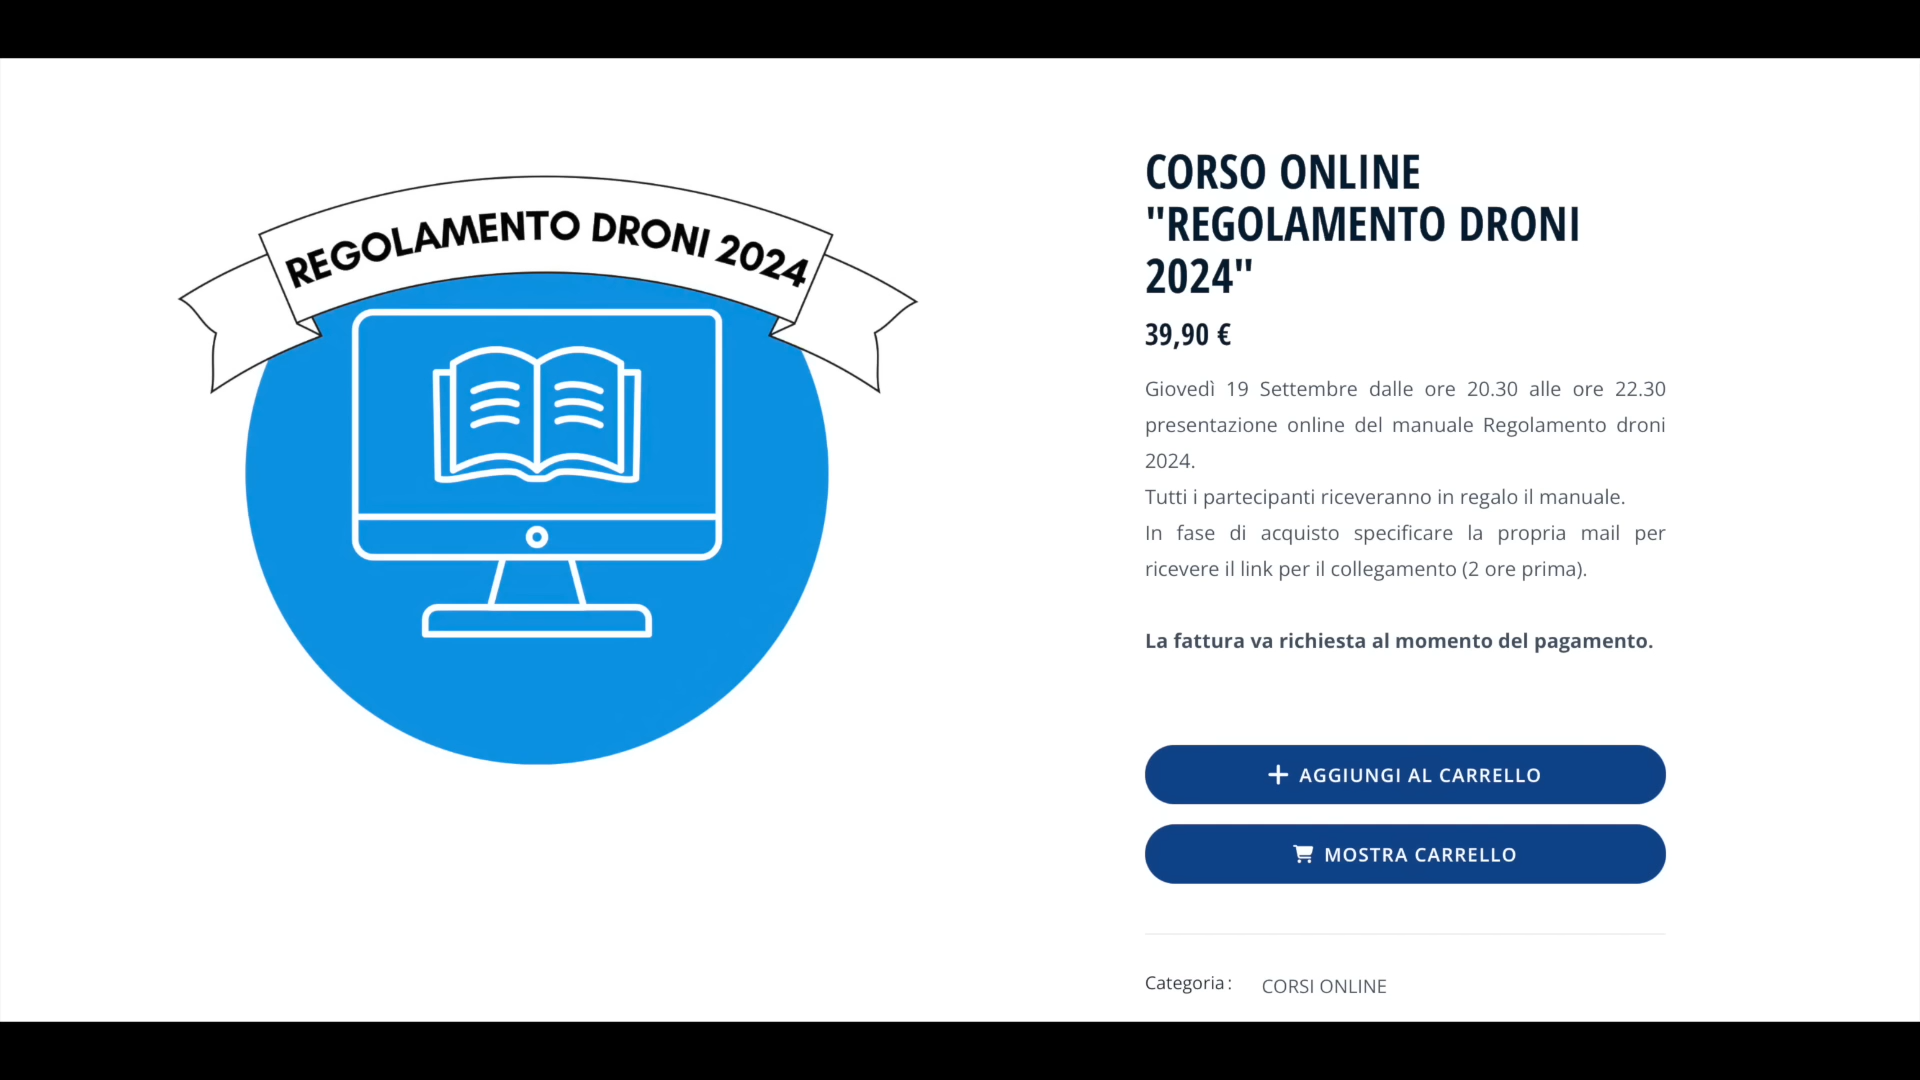 REGOLAMENTO DRONI 2024
CORSO ONLINE
"REGOLAMENTO DRONI
2024"
39,90 €
Giovedì 19 Settembre dalle ore 20.30 alle ore 22.30
presentazione online del manuale Regolamento droni
2024.
Tutti i partecipanti riceveranno in regalo il manuale.
In fase di acquisto specificare la propria mail per
ricevere il link per il collegamento (2 ore prima).
La fattura va richiesta al momento del pagamento.
AGGIUNGI AL CARRELLO
MOSTRA CARRELLO
Categoria : CORSI ONLINE